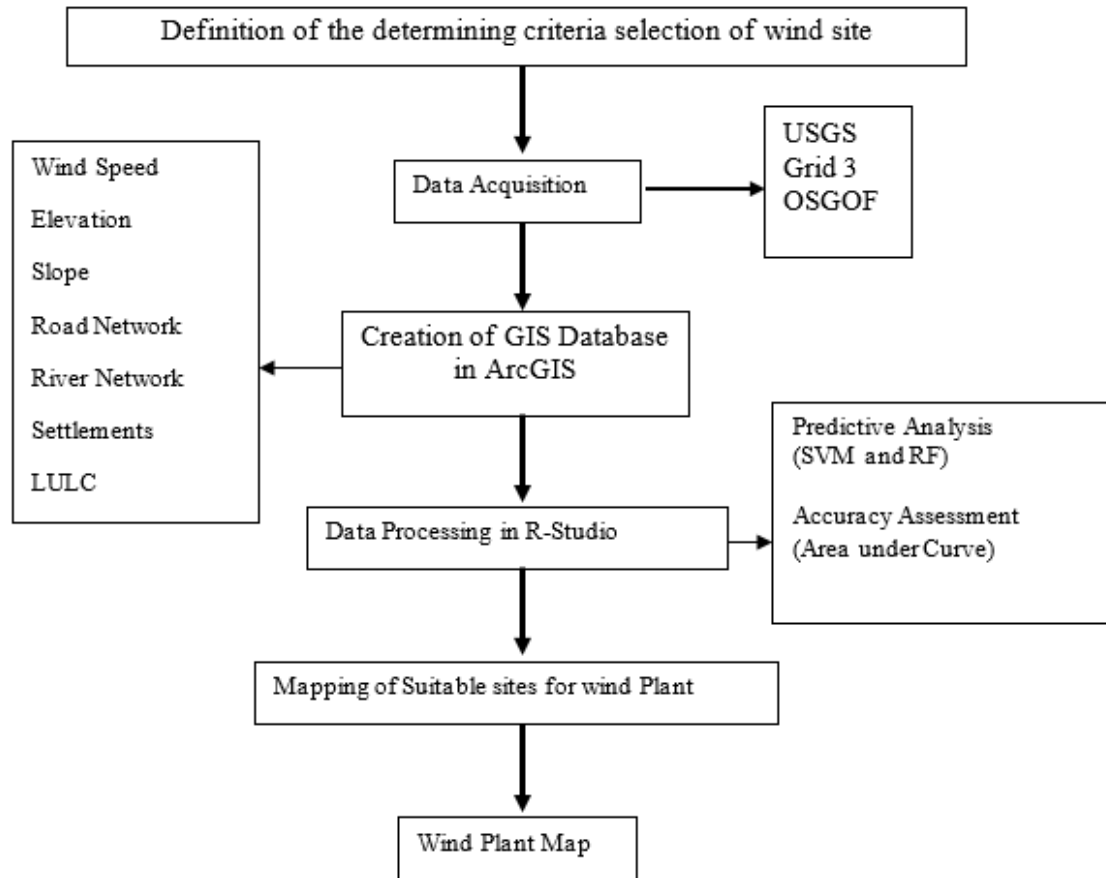 Definition of the determining criteria selection of wind site
USGS
Grid 3
OSGOF
Data Acquisition
Wind Speed
Elevation
Slope
Road Network
River Network
Settlements
LULC
Creation of GIS Database
in ArcGIS
Predictive Analysis
(SVM and RF)
Accuracy Assessment
(Area under Curve)
Data Processing in R-Studio
Mapping of Suitable sites for wind Plant
Wind Plant Map